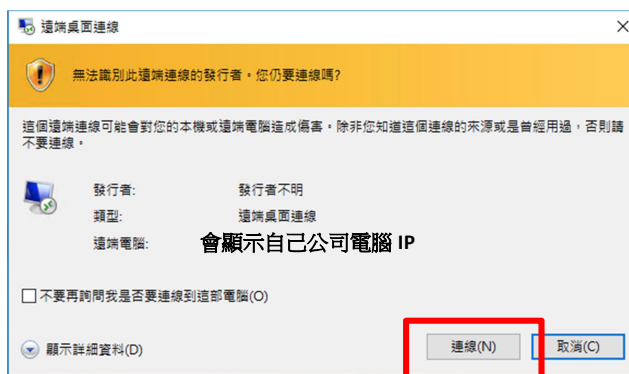 遠端桌面連線
無法識別此遠端連線的發行者。您仍要連線嗎?
這個遠端連線可能會對您的本機或遠端電腦造成傷害。除非您知道這個連線的來源或是曾經用過，否則請
不要連線。
發行者: 發行者不明
類型: 遠端桌面連線
遠端電腦: 會顯示自己公司電腦 IP
不要再詢問我是否要連線到這部電腦(O)
顯示詳細資料(D) 連線(N) 取消(C)